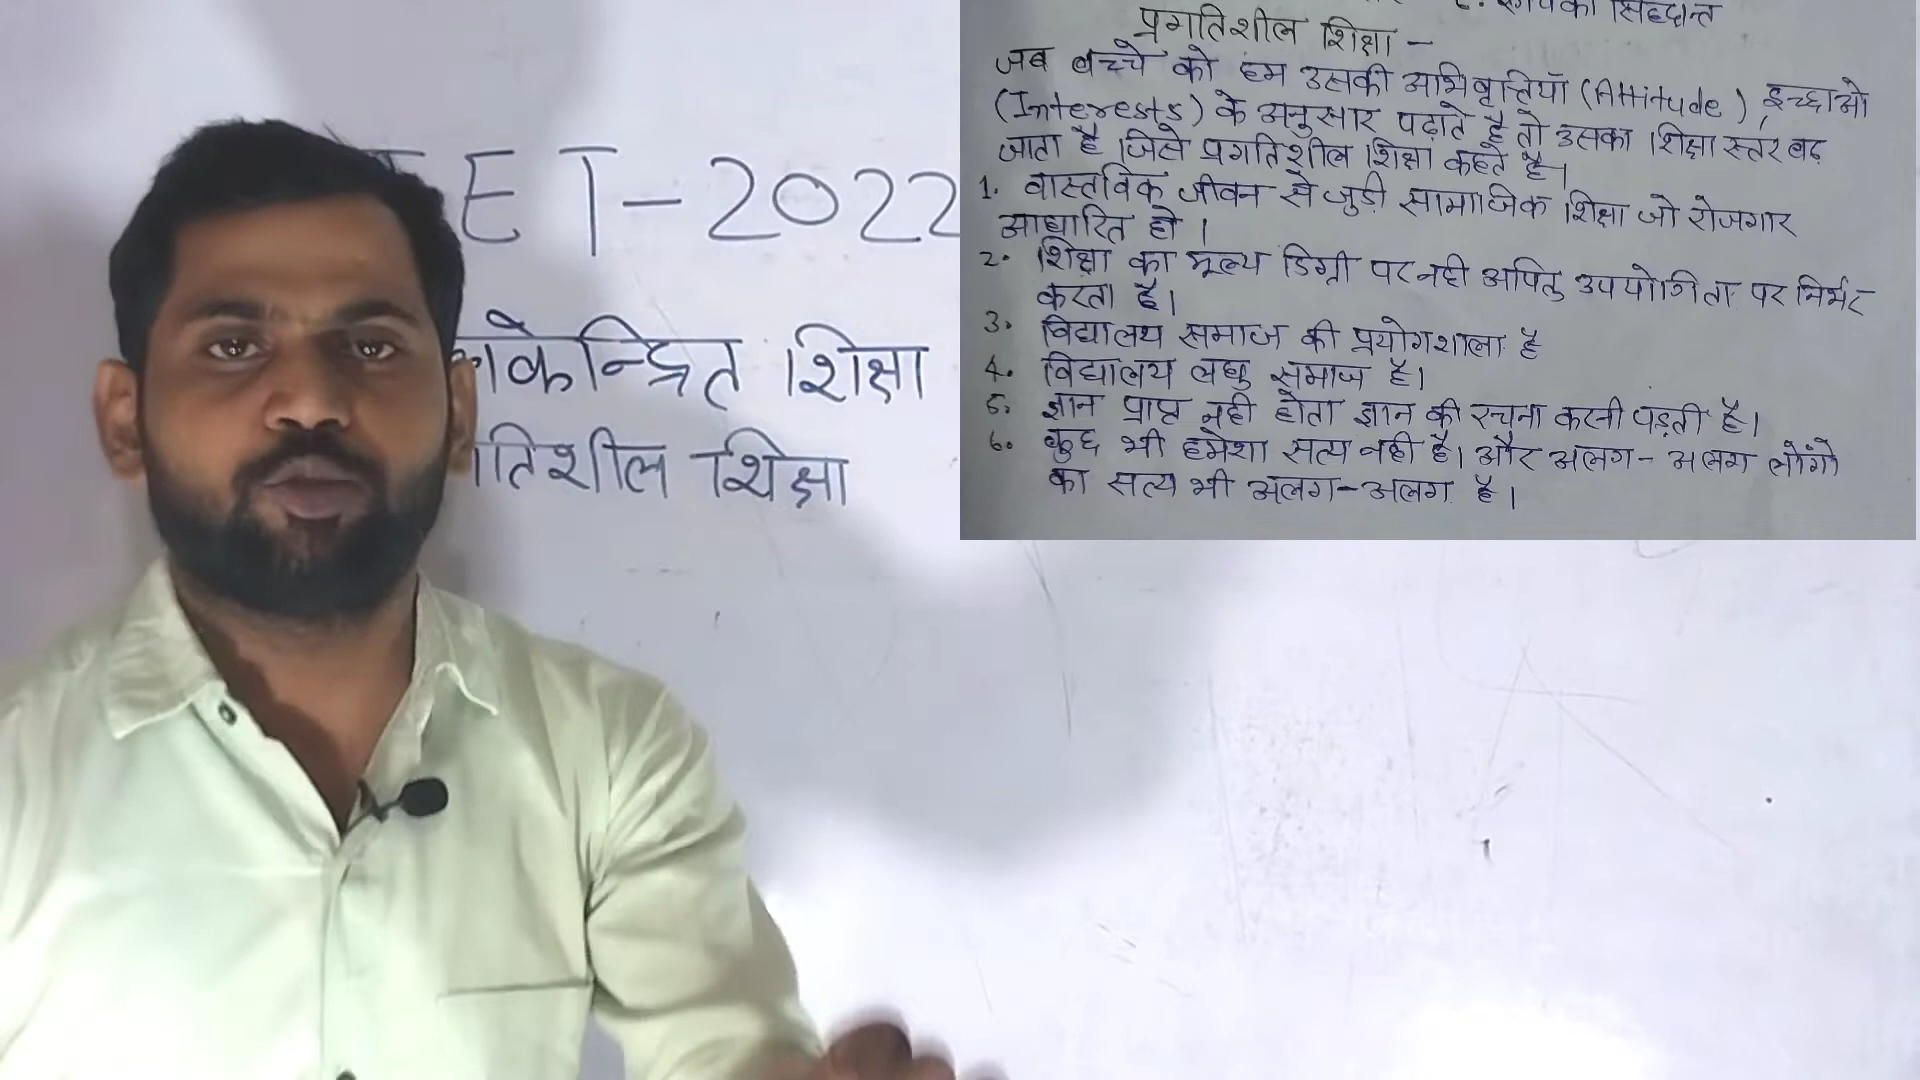 TET-2022
केन्द्रित शिक्षा
तिशील शिक्षा
सिद्धान्त
प्रगतिशील शिक्षा -
जब बच्चे को हम उसकी अभिवृत्तियाँ (Attitude), इच्छाओ
(Interests) के अनुसार पढ़ाते है तो उसका शिक्षा स्तर बढ़
जाता है जिसे प्रगतिशील शिक्षा कहते है।
1. वास्तविक जीवन से जुड़ी सामाजिक शिक्षा जो रोजगार
आधारित हो।
2. शिक्षा का मूल्य डिग्री पर नही अपितु उपयोगिता पर निर्भर
करता है।
3. विद्यालय समाज की प्रयोगशाला है
4. विद्यालय लघु समाज है।
5. ज्ञान प्राप्त नही होता ज्ञान की रचना करनी पड़ती है।
6. कुछ भी हमेशा सत्य नही है। और अलग-अलग लोगों
का सत्य भी अलग-अलग है।